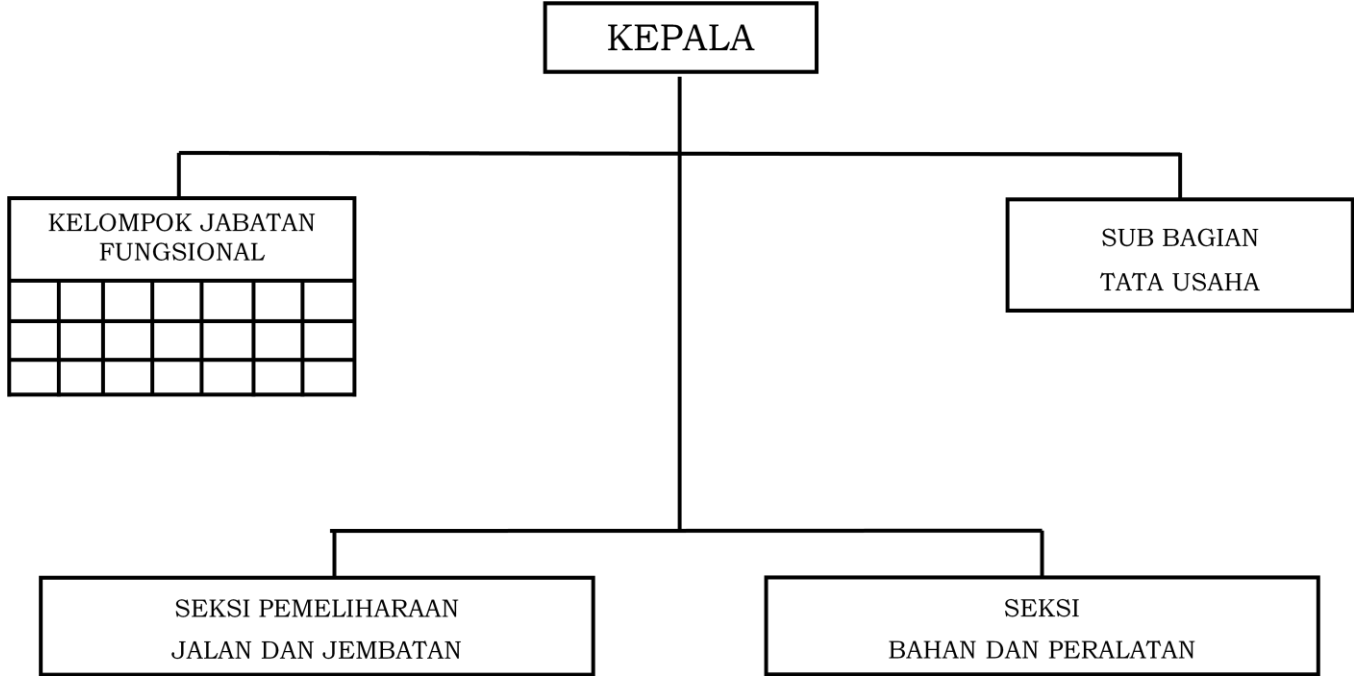 KEPALA
KELOMPOK JABATAN
FUNGSIONAL
SUB BAGIAN
TATA USAHA
SEKSI PEMELIHARAAN
JALAN DAN JEMBATAN
SEKSI
BAHAN DAN PERALATAN